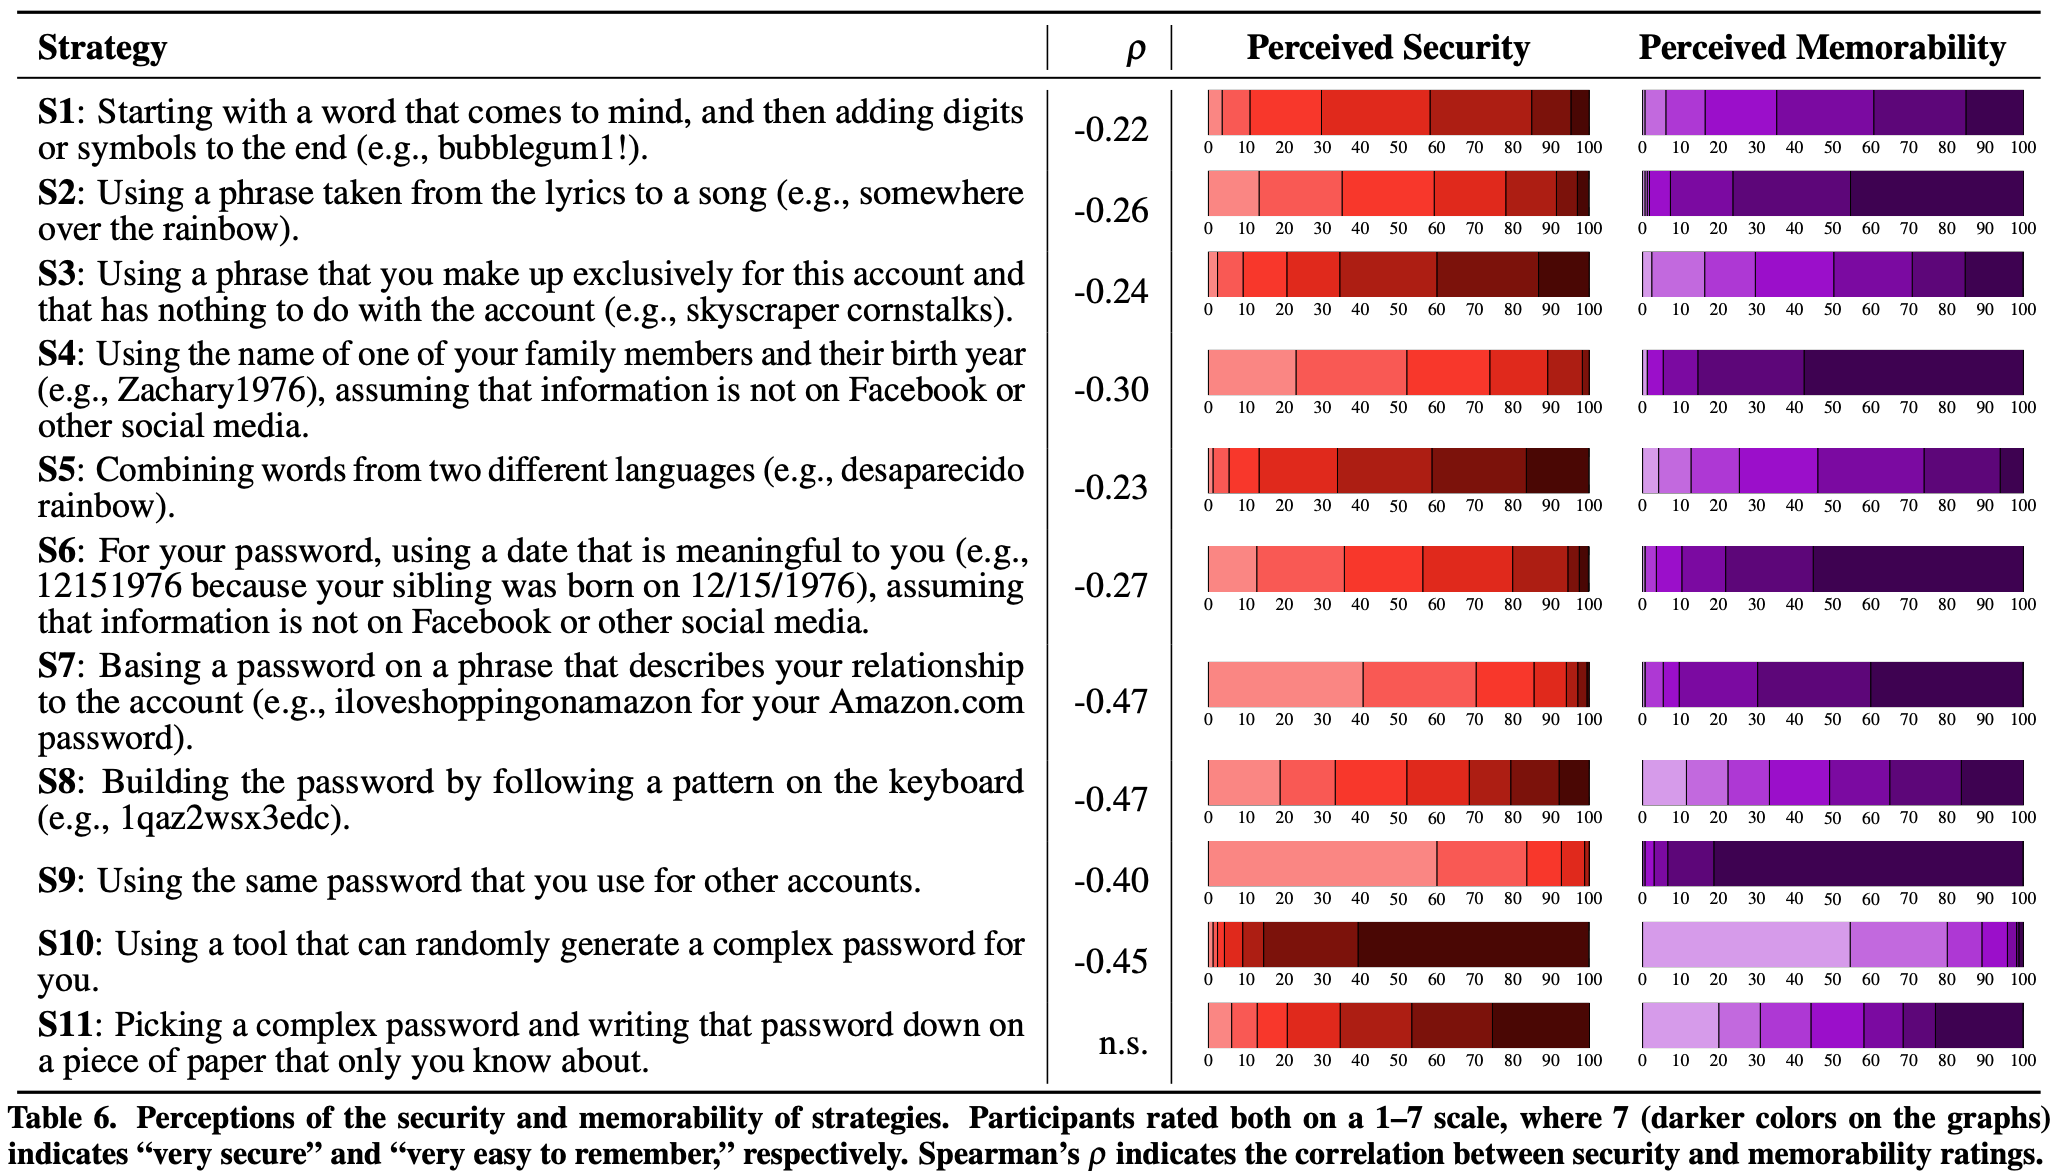 Strategy ρ Perceived Security Perceived Memorability
S1: Starting with a word that comes to mind, and then adding digits
or symbols to the end (e.g., bubblegum1!).
-0.22
0 10 20 30 40 50 60 70 80 90 100 0 10 20 30 40 50 60 70 80 90 100
S2: Using a phrase taken from the lyrics to a song (e.g., somewhere
over the rainbow).
-0.26
0 10 20 30 40 50 60 70 80 90 100 0 10 20 30 40 50 60 70 80 90 100
S3: Using a phrase that you make up exclusively for this account and
that has nothing to do with the account (e.g., skyscraper cornstalks).
-0.24
0 10 20 30 40 50 60 70 80 90 100 0 10 20 30 40 50 60 70 80 90 100
S4: Using the name of one of your family members and their birth year
(e.g., Zachary1976), assuming that information is not on Facebook or
other social media.
-0.30
0 10 20 30 40 50 60 70 80 90 100 0 10 20 30 40 50 60 70 80 90 100
S5: Combining words from two different languages (e.g., desaparecido
rainbow).
-0.23
0 10 20 30 40 50 60 70 80 90 100 0 10 20 30 40 50 60 70 80 90 100
S6: For your password, using a date that is meaningful to you (e.g.,
12151976 because your sibling was born on 12/15/1976), assuming
that information is not on Facebook or other social media.
-0.27
0 10 20 30 40 50 60 70 80 90 100 0 10 20 30 40 50 60 70 80 90 100
S7: Basing a password on a phrase that describes your relationship
to the account (e.g., iloveshoppingonamazon for your Amazon.com
password).
-0.47
0 10 20 30 40 50 60 70 80 90 100 0 10 20 30 40 50 60 70 80 90 100
S8: Building the password by following a pattern on the keyboard
(e.g., 1qaz2wsx3edc).
-0.47
0 10 20 30 40 50 60 70 80 90 100 0 10 20 30 40 50 60 70 80 90 100
S9: Using the same password that you use for other accounts.
-0.40
0 10 20 30 40 50 60 70 80 90 100 0 10 20 30 40 50 60 70 80 90 100
S10: Using a tool that can randomly generate a complex password for
you.
-0.45
0 10 20 30 40 50 60 70 80 90 100 0 10 20 30 40 50 60 70 80 90 100
S11: Picking a complex password and writing that password down on
a piece of paper that only you know about.
n.s.
0 10 20 30 40 50 60 70 80 90 100 0 10 20 30 40 50 60 70 80 90 100
Table 6. Perceptions of the security and memorability of strategies. Participants rated both on a 1–7 scale, where 7 (darker colors on the graphs)
indicates “very secure” and “very easy to remember,” respectively. Spearman’s ρ indicates the correlation between security and memorability ratings.